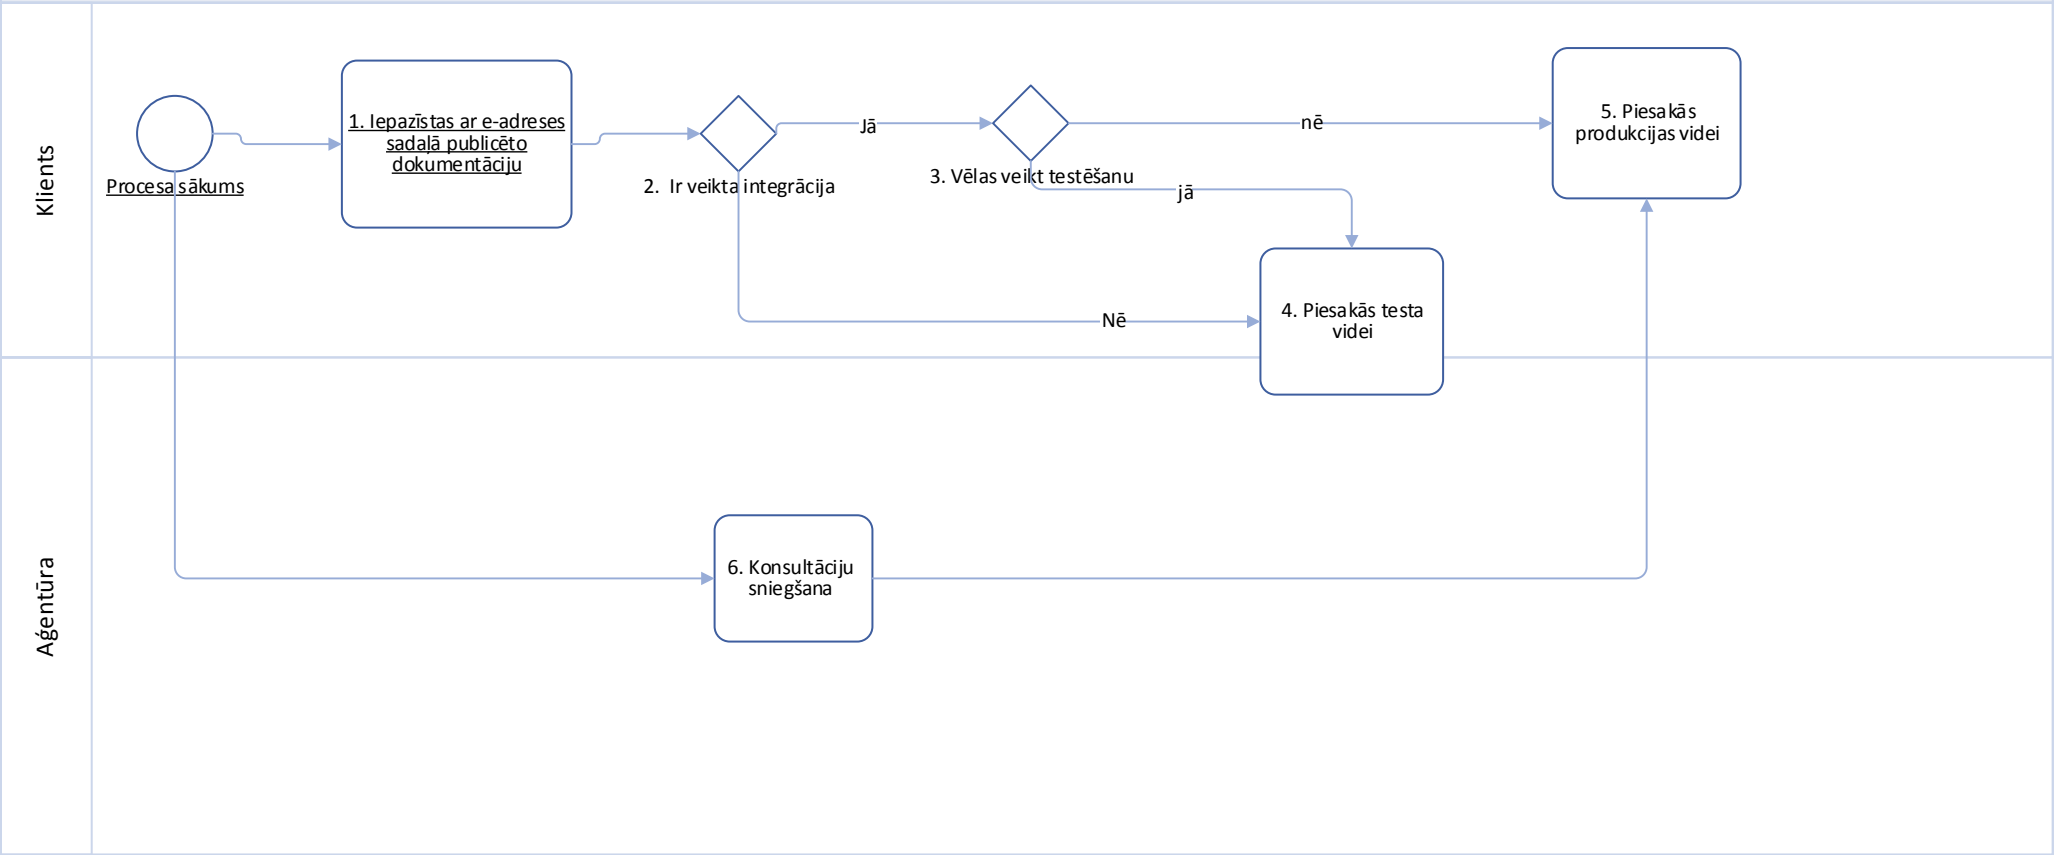 Klients
Procesa sākums
1. Iepazīstas ar e-adreses
sadaļā publicēto
dokumentāciju
2.  Ir veikta integrācija
Jā
3. Vēlas veikt testēšanu
nē
jā
Nē
4. Piesakās testa
videi
5. Piesakās
produkcijas videi
Aģentūra
6. Konsultāciju
sniegšana